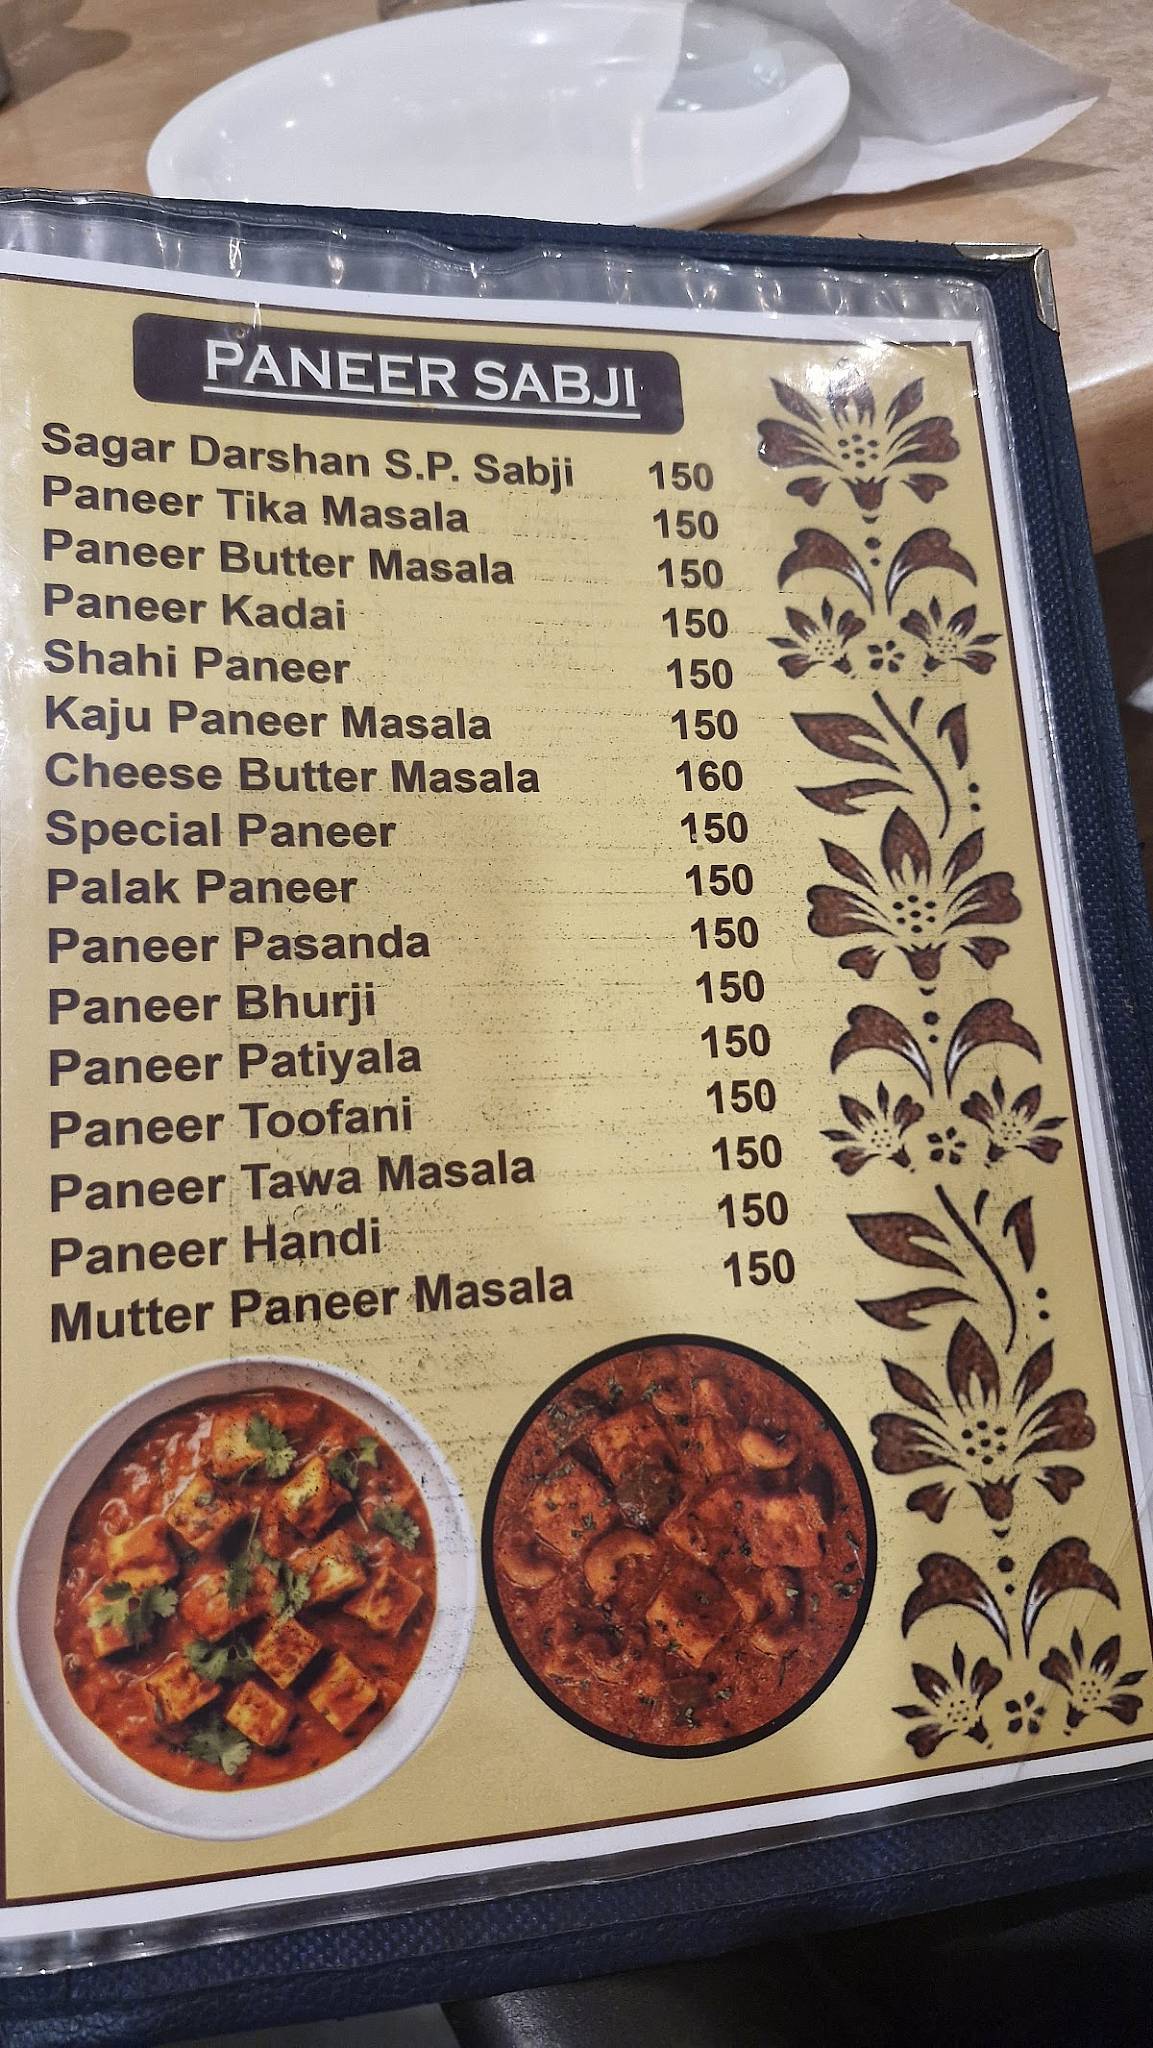 PANEER SABJI
Sagar Darshan S.P. Sabji 150
Paneer Tika Masala 150
Paneer Butter Masala 150
Paneer Kadai 150
Shahi Paneer 150
Kaju Paneer Masala 150
Cheese Butter Masala 160
Special Paneer 150
Palak Paneer 150
Paneer Pasanda 150
Paneer Bhurji 150
Paneer Patiyala 150
Paneer Toofani 150
Paneer Tawa Masala 150
Paneer Handi 150
Mutter Paneer Masala 150